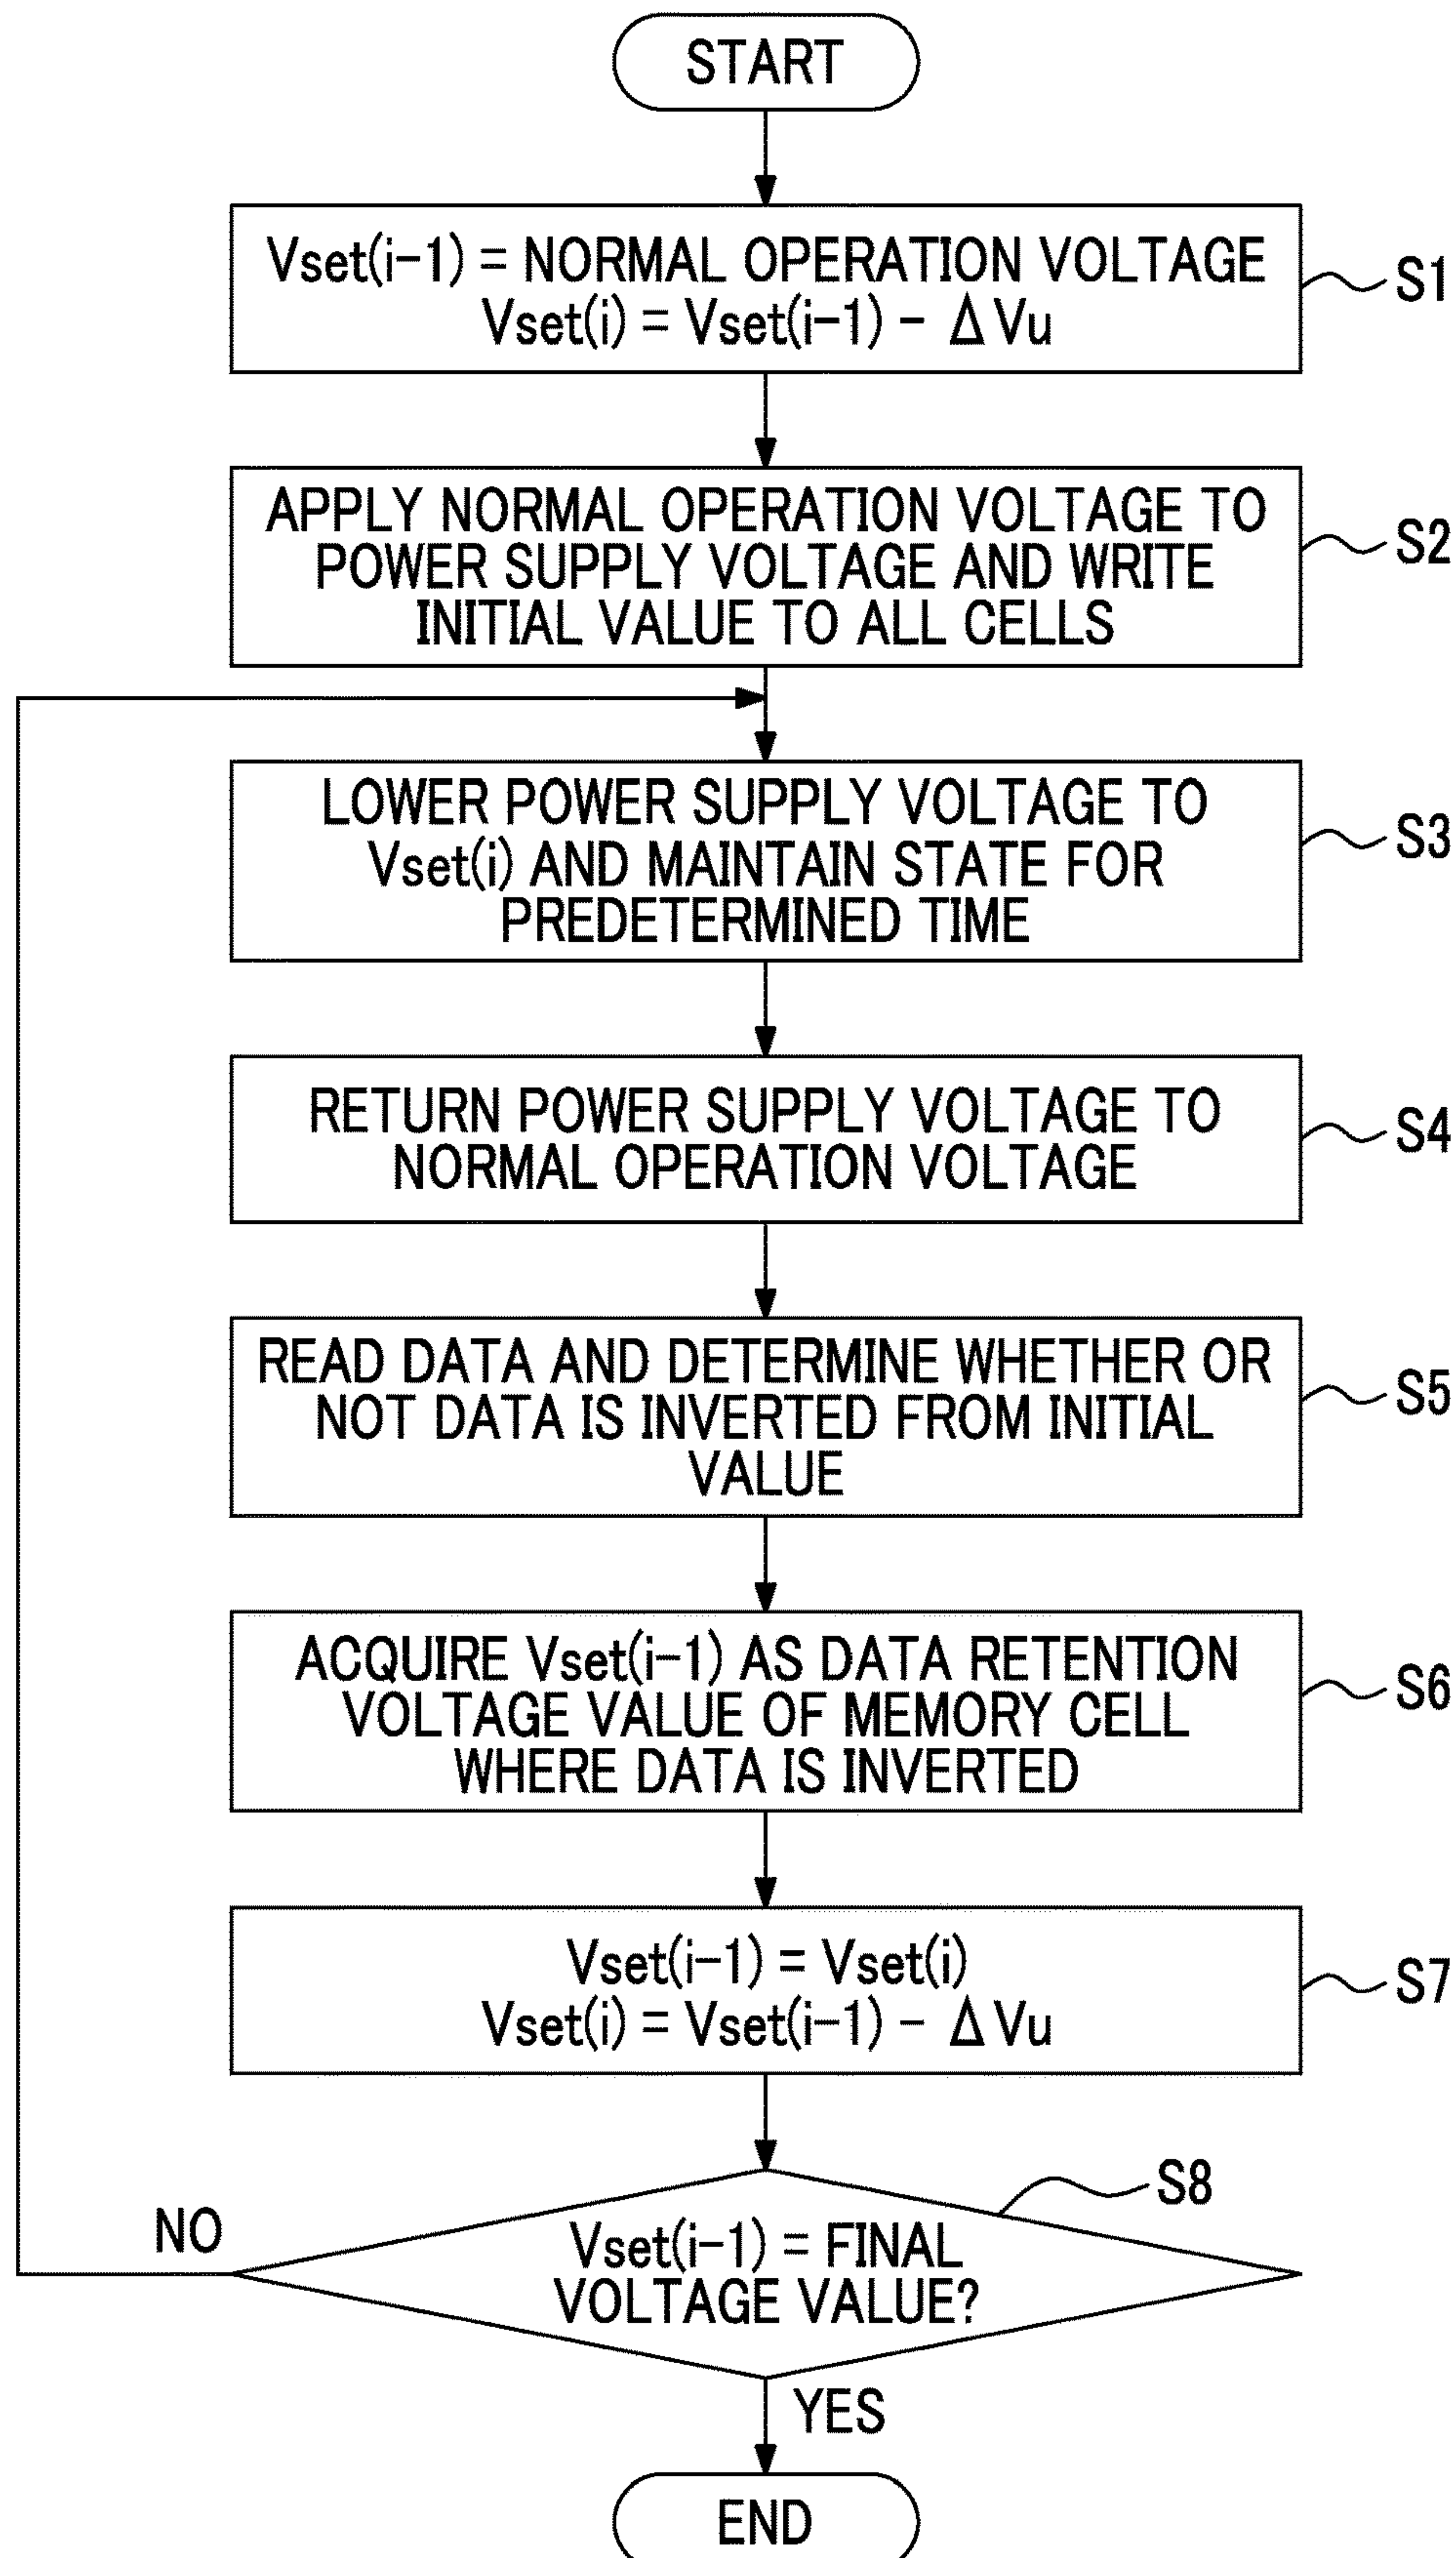 START
Vset(i-1) = NORMAL OPERATION VOLTAGE
Vset(i) = Vset(i-1) - ΔVu
S1
APPLY NORMAL OPERATION VOLTAGE TO
POWER SUPPLY VOLTAGE AND WRITE
INITIAL VALUE TO ALL CELLS
S2
LOWER POWER SUPPLY VOLTAGE TO
Vset(i) AND MAINTAIN STATE FOR
PREDETERMINED TIME
S3
RETURN POWER SUPPLY VOLTAGE TO
NORMAL OPERATION VOLTAGE
S4
READ DATA AND DETERMINE WHETHER OR
NOT DATA IS INVERTED FROM INITIAL
VALUE
S5
ACQUIRE Vset(i-1) AS DATA RETENTION
VOLTAGE VALUE OF MEMORY CELL
WHERE DATA IS INVERTED
S6
Vset(i-1) = Vset(i)
Vset(i) = Vset(i-1) - ΔVu
S7
S8
NO
Vset(i-1) = FINAL
VOLTAGE VALUE?
YES
END